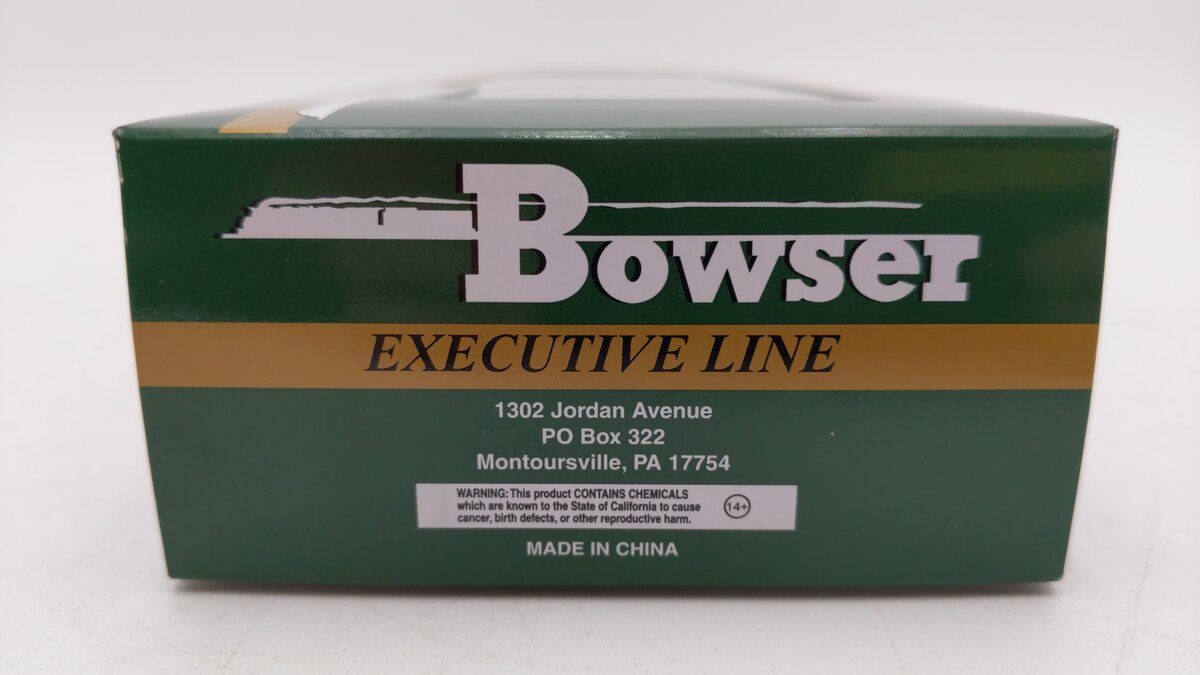 Bowser
EXECUTIVE LINE
1302 Jordan Avenue
PO Box 322
Montoursville, PA 17754
WARNING: This product CONTAINS CHEMICALS
which are known to the State of California to cause
cancer, birth defects, or other reproductive harm.
14+
MADE IN CHINA